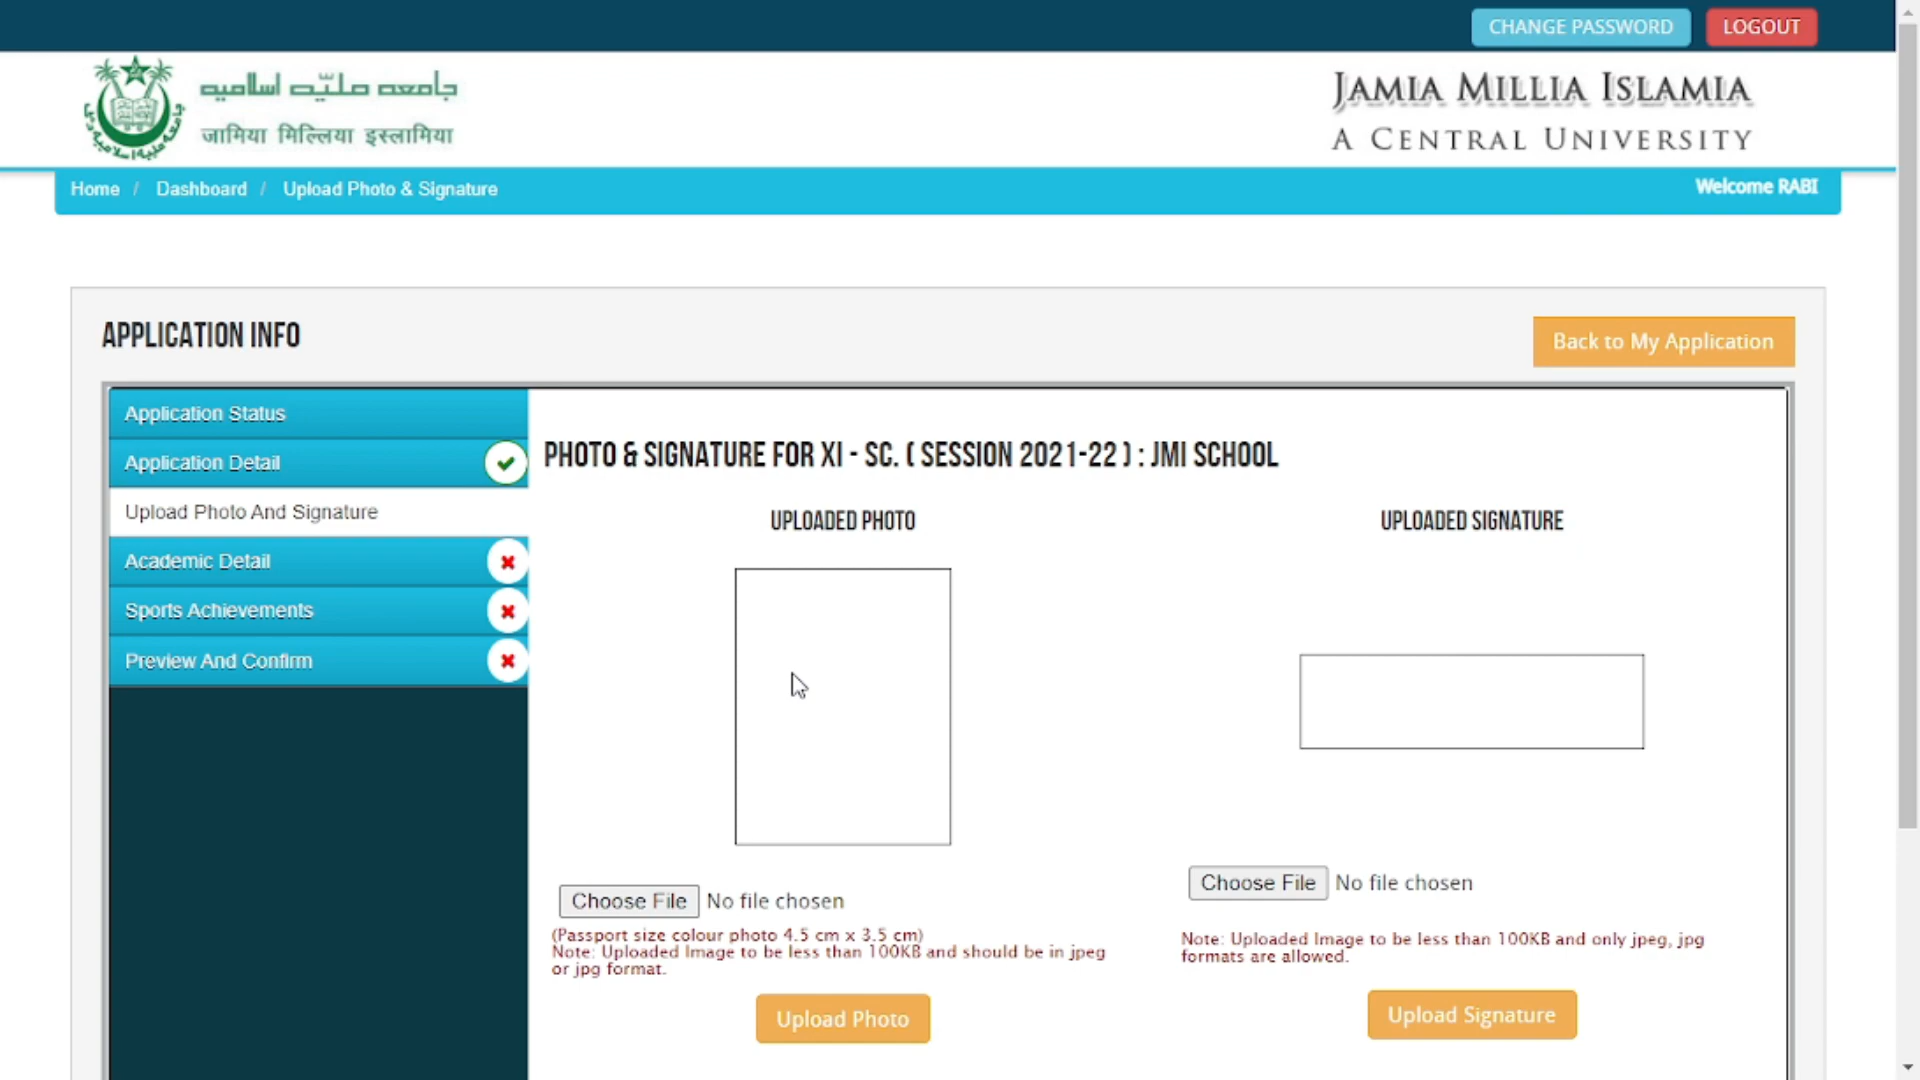 CHANGE PASSWORD
LOGOUT
جامعه ملیّه اسلامیه
जामिया मिल्लिया इस्लामिया
JAMIA MILLIA ISLAMIA
A CENTRAL UNIVERSITY
Home / Dashboard / Upload Photo & Signature
Welcome RABI
APPLICATION INFO
Back to My Application
Application Status
Application Detail
Upload Photo And Signature
Academic Detail
Sports Achievements
Preview And Confirm
PHOTO & SIGNATURE FOR XI - SC. ( SESSION 2021-22 ) : JMI SCHOOL
UPLOADED PHOTO
UPLOADED SIGNATURE
Choose File No file chosen
(Passport size colour photo 4.5 cm x 3.5 cm)
Note: Uploaded Image to be less than 100KB and should be in jpeg
or jpg format.
Upload Photo
Choose File No file chosen
Note: Uploaded Image to be less than 100KB and only jpeg, jpg
formats are allowed.
Upload Signature